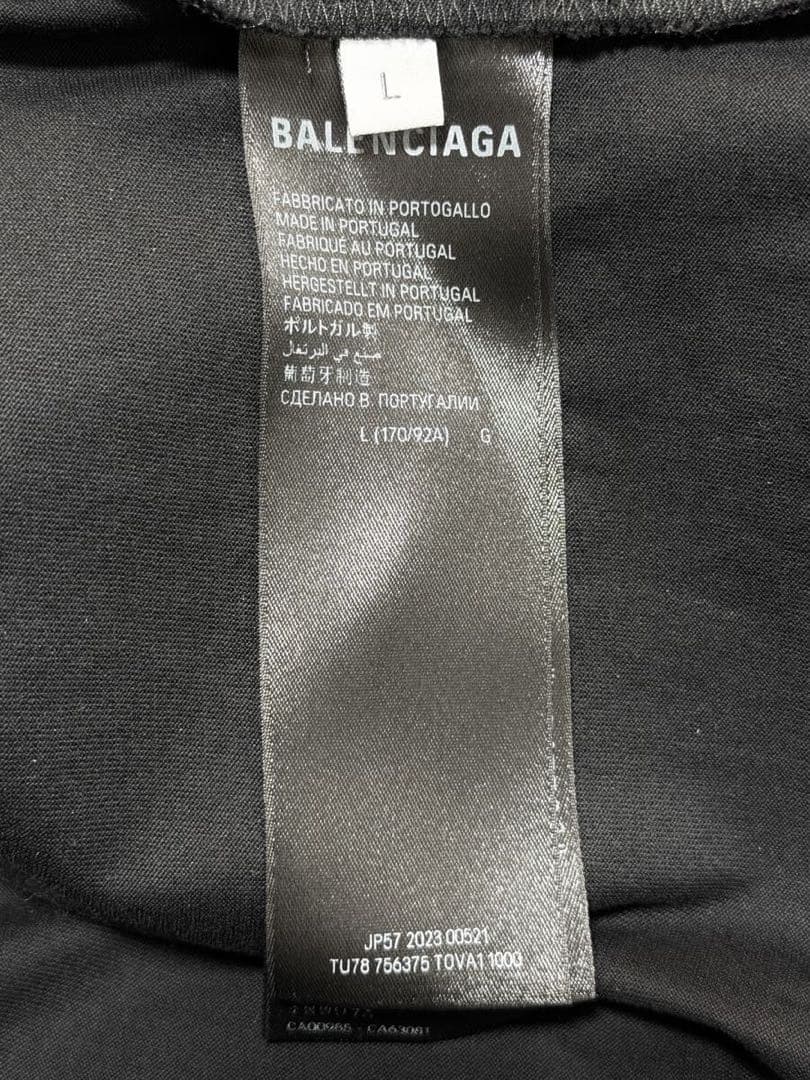 L
BALENCIAGA
FABBRICATO IN PORTOGALLO
MADE IN PORTUGAL
FABRIQUÉ AU PORTUGAL
HECHO EN PORTUGAL
HERGESTELLT IN PORTUGAL
FABRICADO EM PORTUGAL
ポルトガル製
صنع في البرتغال
葡萄牙制造
СДЕЛАНО В ПОРТУГАЛИИ
L (170/92A) G
JP57 2023 00521
TU78 756375 TOVA1 1000
CA00965 - CA63081